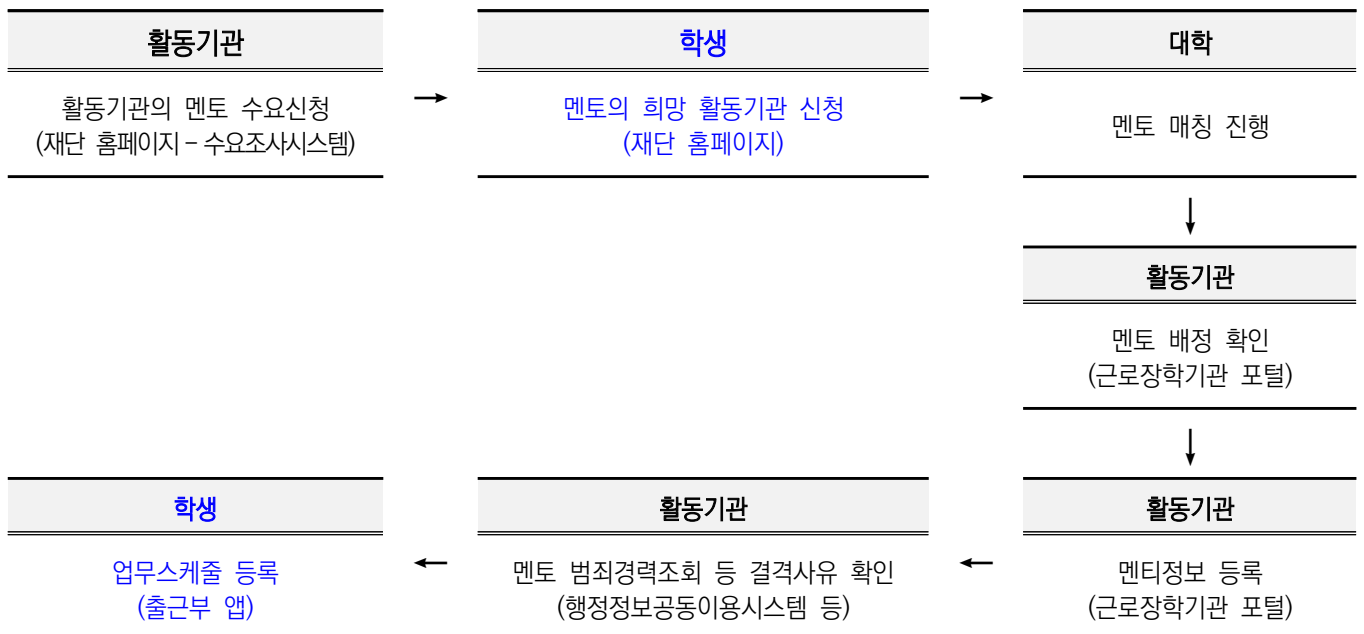 활동기관
활동기관의 멘토 수요신청
(재단 홈페이지 - 수요조사시스템)
→
학생
멘토의 희망 활동기관 신청
(재단 홈페이지)
→
대학
멘토 매칭 진행
↓
활동기관
멘토 배정 확인
(근로장학기관 포털)
↓
활동기관
멘티정보 등록
(근로장학기관 포털)
←
활동기관
멘토 범죄경력조회 등 결격사유 확인
(행정정보공동이용시스템 등)
←
학생
업무스케줄 등록
(출근부 앱)